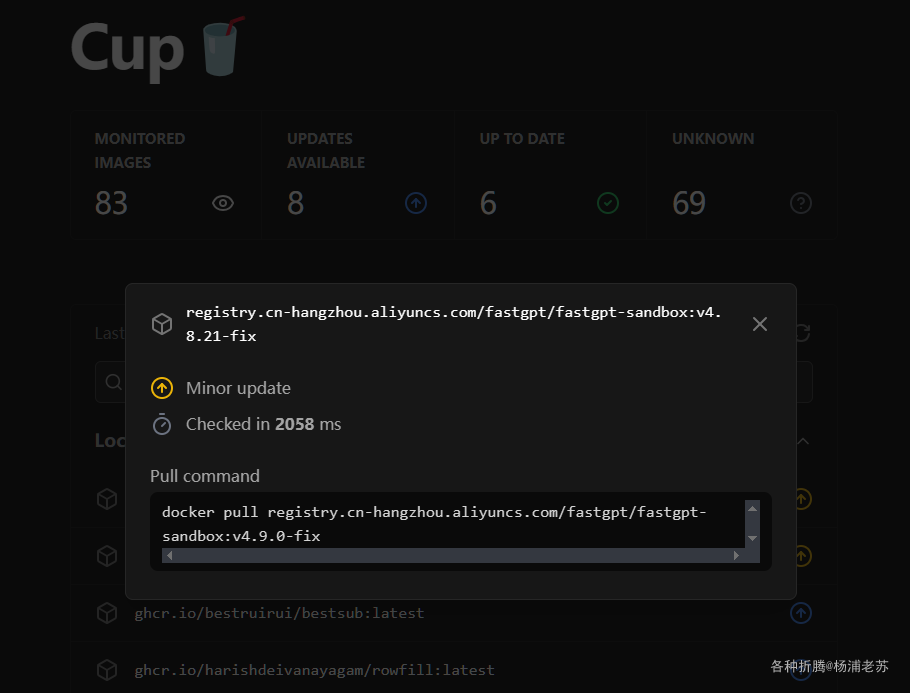 Cup
MONITORED IMAGES
83
UPDATES AVAILABLE
8
UP TO DATE
6
UNKNOWN
69
Last
registry.cn-hangzhou.aliyuncs.com/fastgpt/fastgpt-sandbox:v4.
8.21-fix
Minor update
Checked in 2058 ms
Loc
Pull command
docker pull registry.cn-hangzhou.aliyuncs.com/fastgpt/fastgpt-
sandbox:v4.9.0-fix
ghcr.io/bestruirui/bestsub:latest
ghcr.io/harishdeivanayagam/rowfill:latest
各种折腾@杨浦老苏